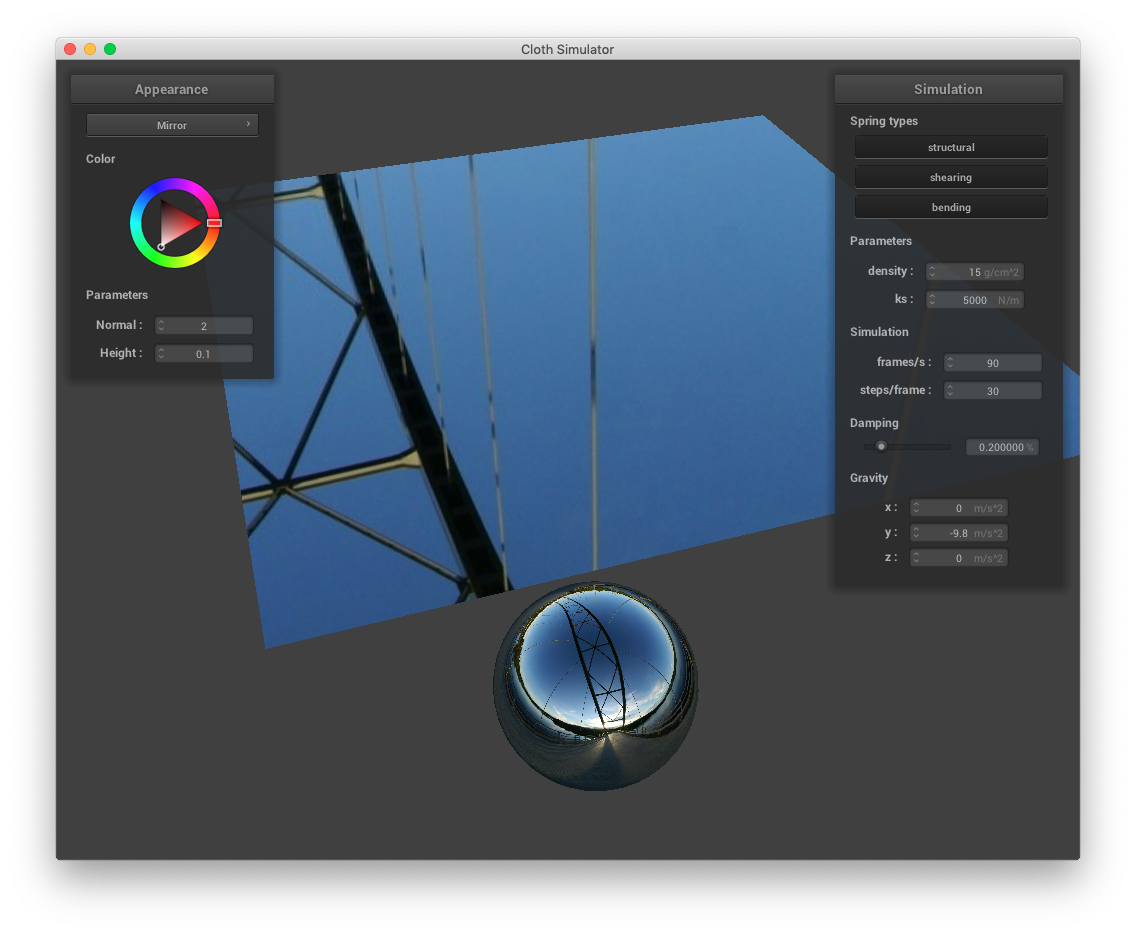 Cloth Simulator
Appearance
Mirror ›
Color
Parameters
Normal : 2
Height : 0.1
Simulation
Spring types
structural
shearing
bending
Parameters
density : 15 g/cm^2
ks : 5000 N/m
Simulation
frames/s : 90
steps/frame : 30
Damping
0.200000 %
Gravity
x : 0 m/s^2
y : -9.8 m/s^2
z : 0 m/s^2